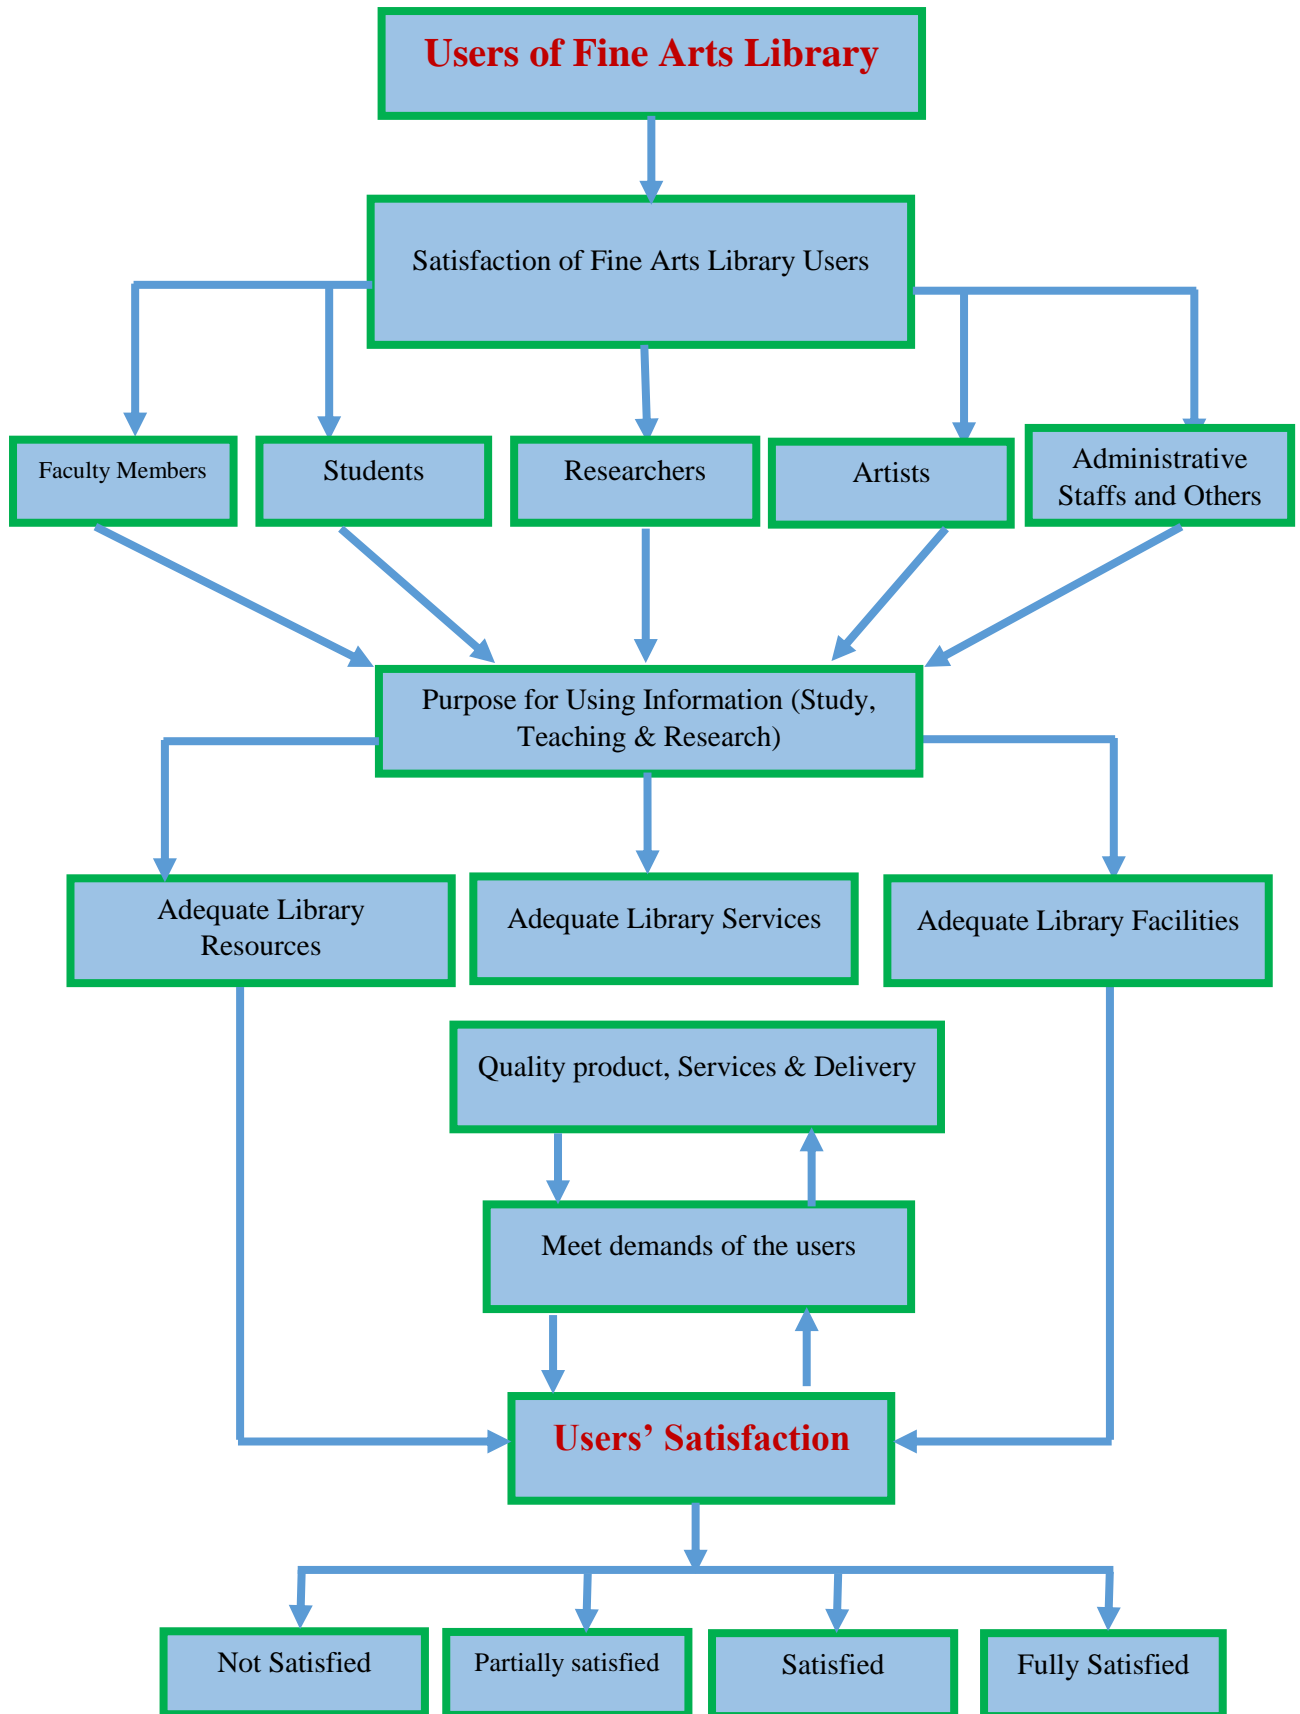 Users of Fine Arts Library
Satisfaction of Fine Arts Library Users
Faculty Members
Students
Researchers
Artists
Administrative
Staffs and Others
Purpose for Using Information (Study,
Teaching & Research)
Adequate Library
Resources
Adequate Library Services
Adequate Library Facilities
Quality product, Services & Delivery
Meet demands of the users
Users’ Satisfaction
Not Satisfied
Partially satisfied
Satisfied
Fully Satisfied